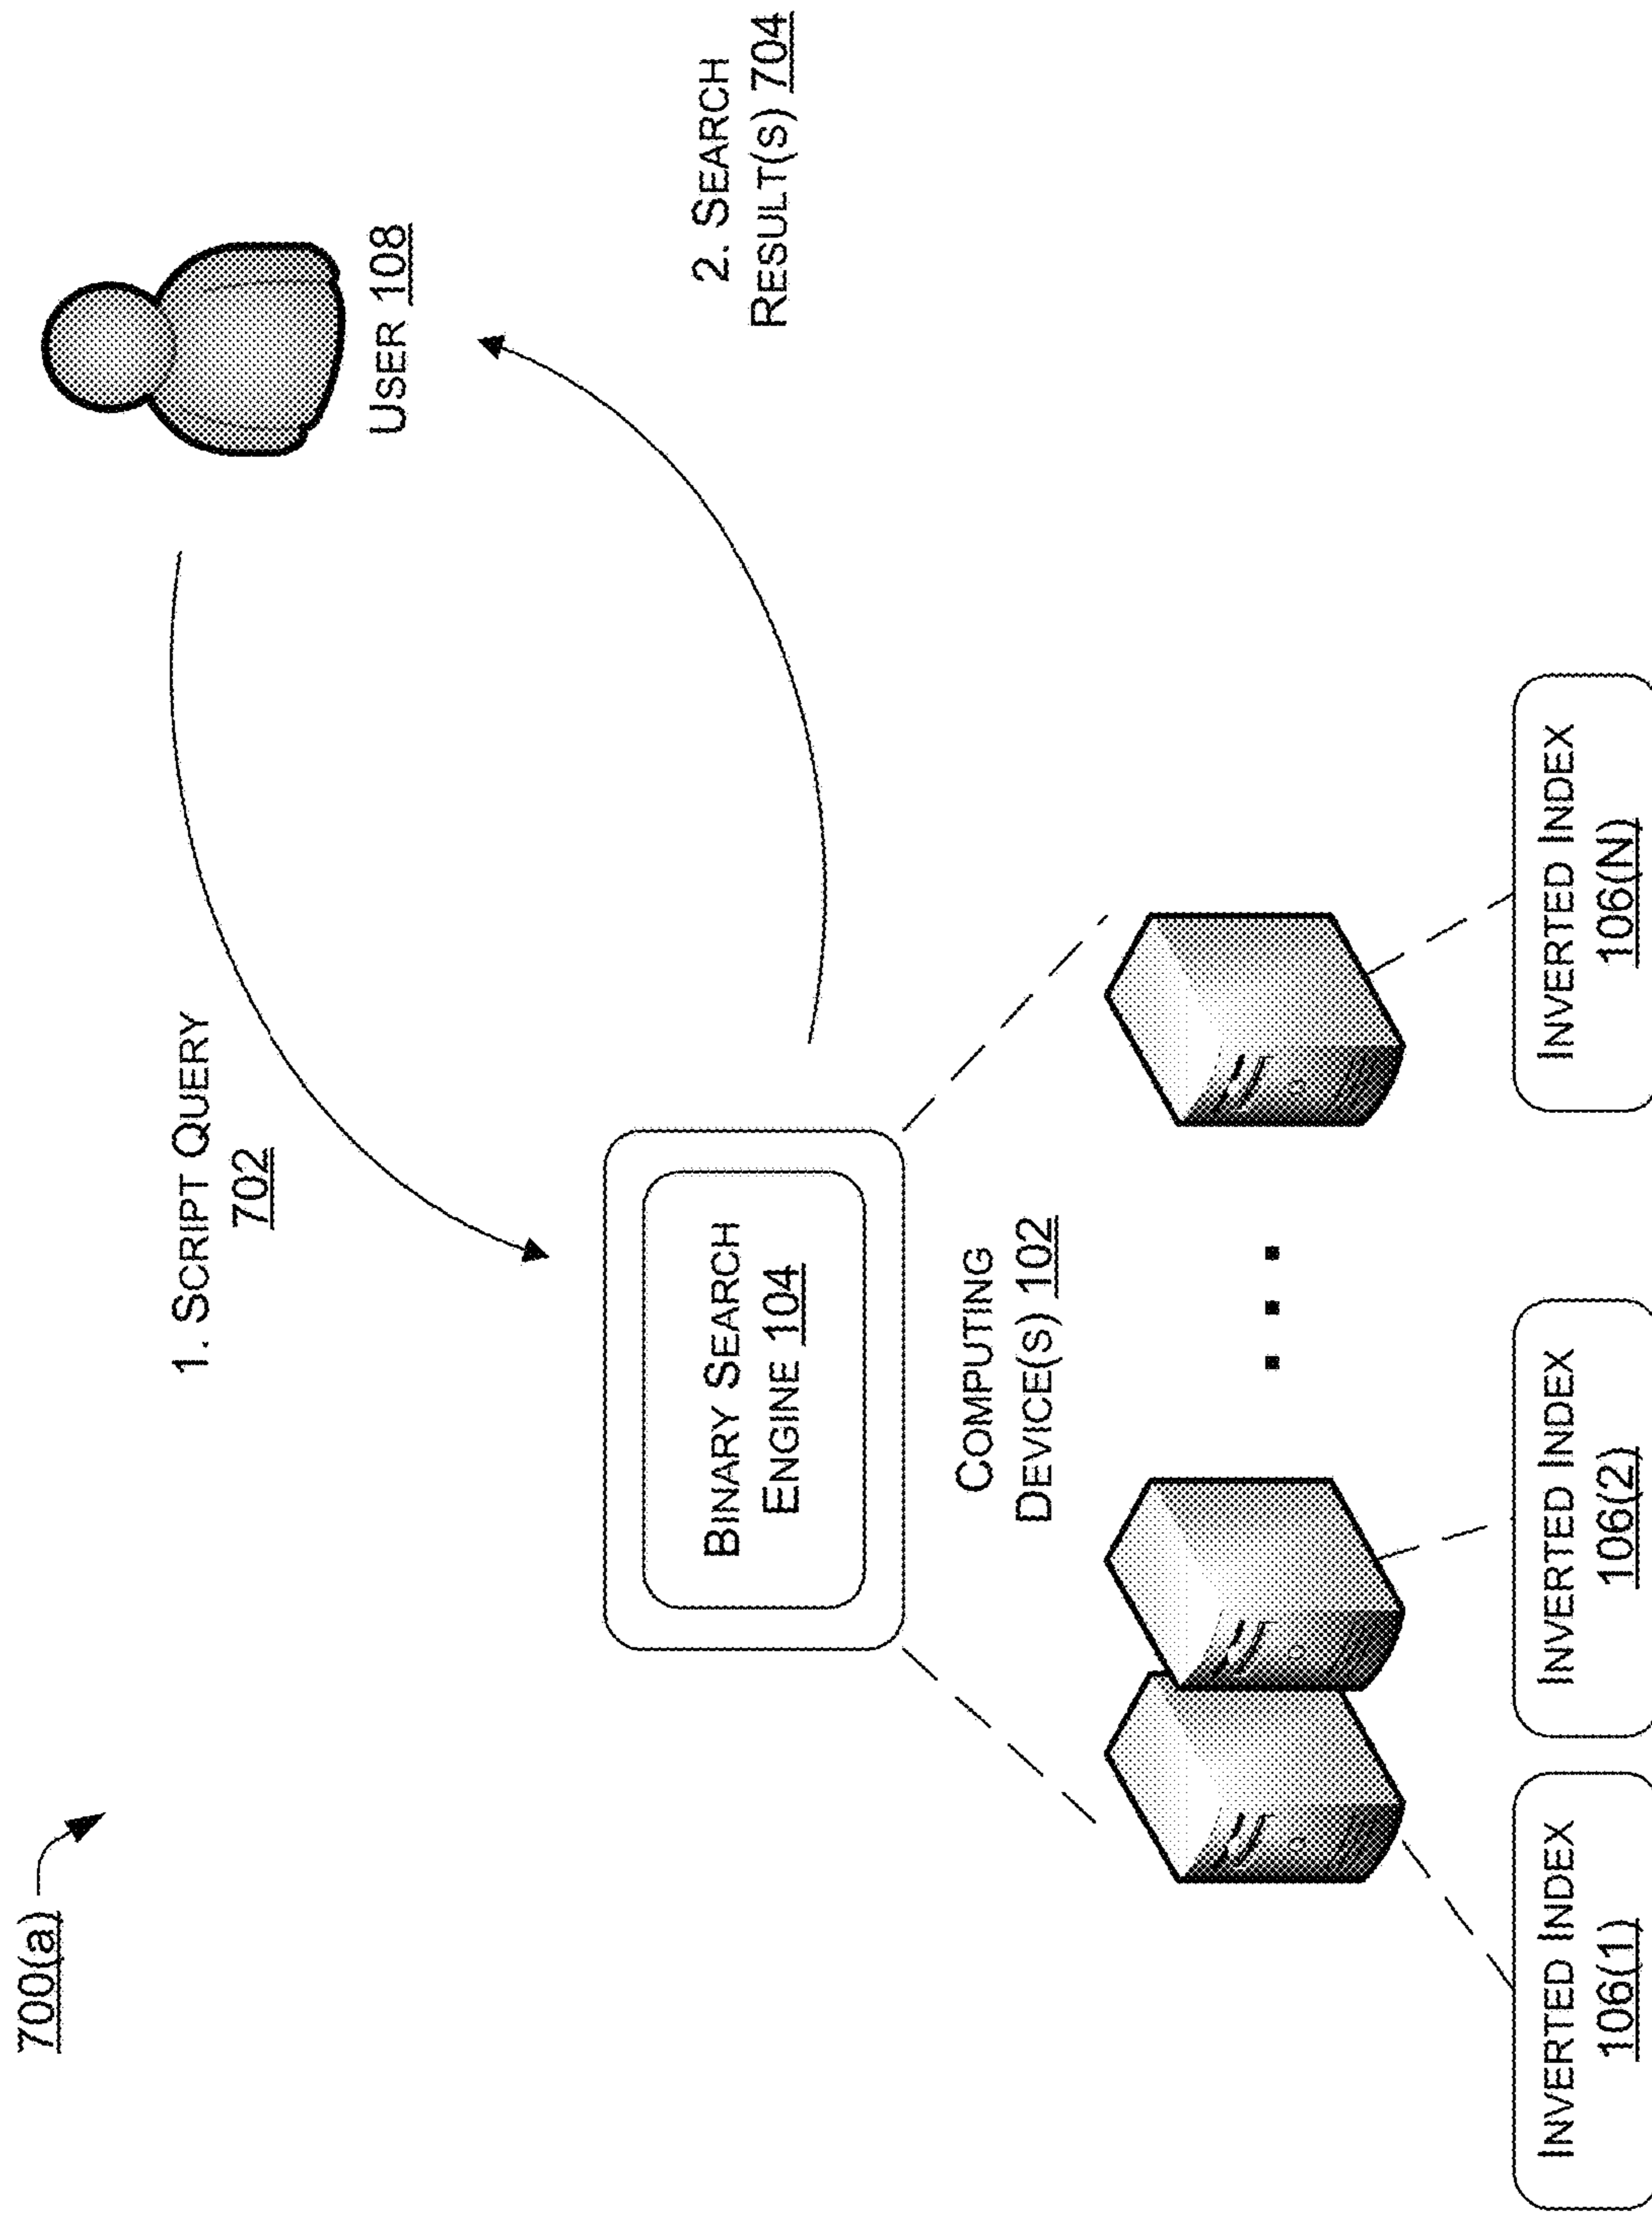 700(a)
USER 108
1. SCRIPT QUERY
702
2. SEARCH
RESULT(S) 704
BINARY SEARCH
ENGINE 104
COMPUTING
DEVICE(S) 102
INVERTED INDEX
106(1)
INVERTED INDEX
106(2)
INVERTED INDEX
106(N)